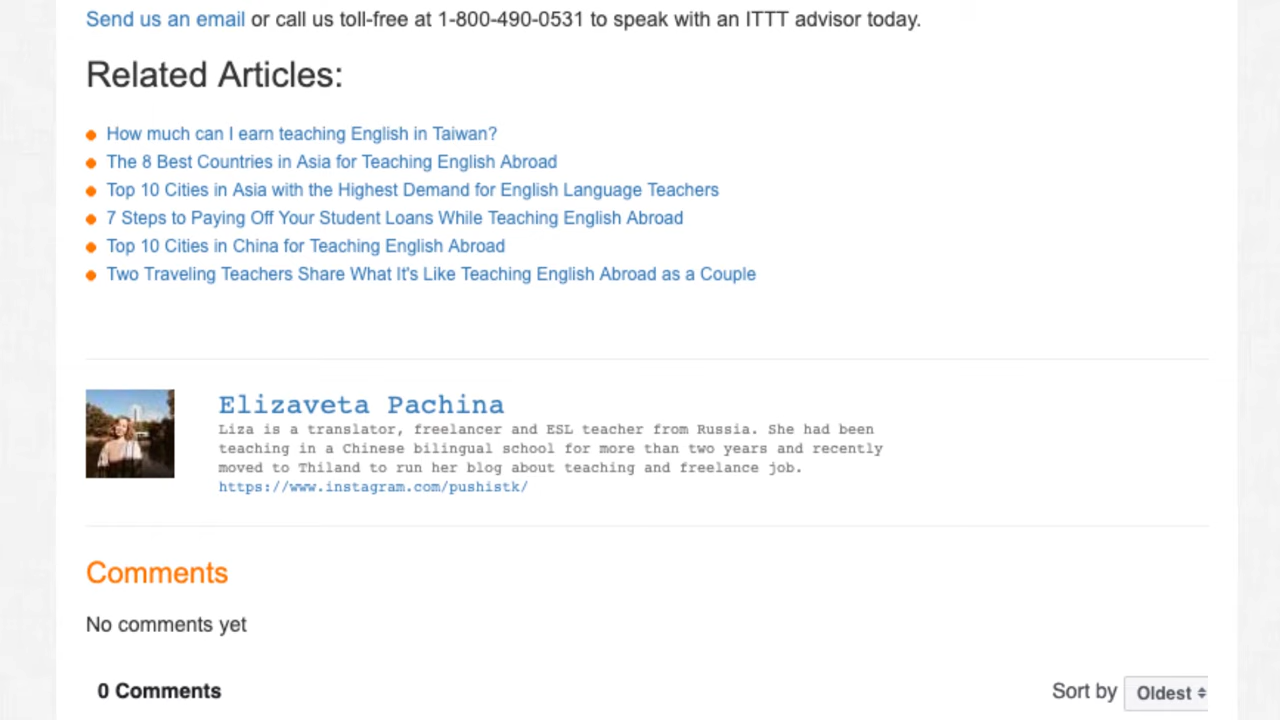 Send us an email or call us toll-free at 1-800-490-0531 to speak with an ITTT advisor today.
Related Articles:
How much can I earn teaching English in Taiwan?
The 8 Best Countries in Asia for Teaching English Abroad
Top 10 Cities in Asia with the Highest Demand for English Language Teachers
7 Steps to Paying Off Your Student Loans While Teaching English Abroad
Top 10 Cities in China for Teaching English Abroad
Two Traveling Teachers Share What It's Like Teaching English Abroad as a Couple
Elizaveta Pachina
Liza is a translator, freelancer and ESL teacher from Russia. She had been
teaching in a Chinese bilingual school for more than two years and recently
moved to Thiland to run her blog about teaching and freelance job.
https://www.instagram.com/pushistk/
Comments
No comments yet
0 Comments
Sort by Oldest